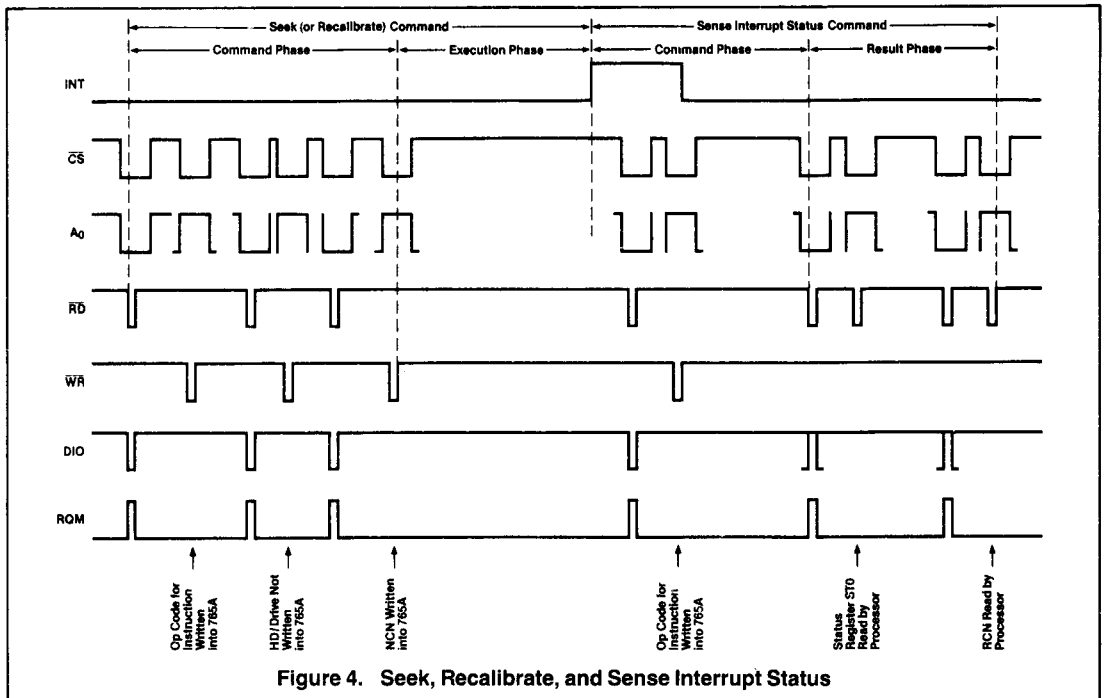 Seek (or Recalibrate) Command
Sense Interrupt Status Command
Command Phase
Execution Phase
Command Phase
Result Phase
INT
CS
A0
RD
WR
DIO
RQM
Op Code for
Instruction
Written
into 765A
HD/Drive Not
Written
into 765A
NCN Written
into 765A
Op Code for
Instruction
Written
into 765A
Status
Register ST0
Read by
Processor
RCN Read by
Processor
Figure 4. Seek, Recalibrate, and Sense Interrupt Status